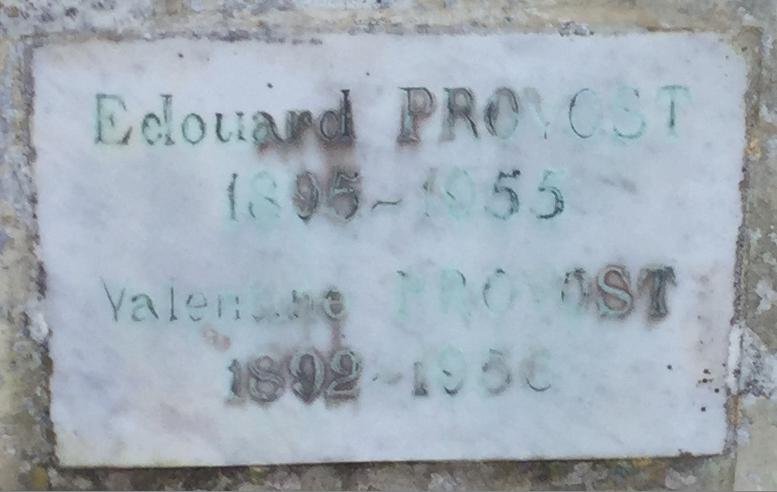 Edouard PROVOST
1895-1955
Valentine PROVOST
1892-1956